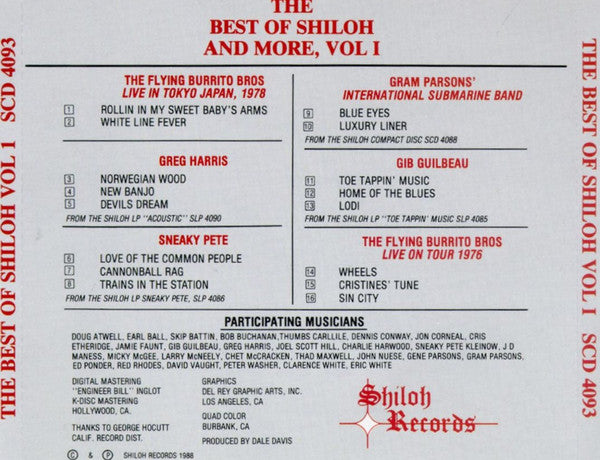 THE
BEST OF SHILOH
AND MORE, VOL I
THE BEST OF SHILOH VOL 1 SCD 4093
THE FLYING BURRITO BROS
LIVE IN TOKYO JAPAN, 1978
1 ROLLIN IN MY SWEET BABY'S ARMS
2 WHITE LINE FEVER
GREG HARRIS
3 NORWEGIAN WOOD
4 NEW BANJO
5 DEVILS DREAM
FROM THE SHILOH LP "ACOUSTIC" SLP 4090
SNEAKY PETE
6 LOVE OF THE COMMON PEOPLE
7 CANNONBALL RAG
8 TRAINS IN THE STATION
FROM THE SHILOH LP SNEAKY PETE, SLP 4086
GRAM PARSONS'
INTERNATIONAL SUBMARINE BAND
9 BLUE EYES
10 LUXURY LINER
FROM THE SHILOH COMPACT DISC SCD 4088
GIB GUILBEAU
11 TOE TAPPIN' MUSIC
12 HOME OF THE BLUES
13 LODI
FROM THE SHILOH LP "TOE TAPPIN' MUSIC SLP 4085
THE FLYING BURRITO BROS
LIVE ON TOUR 1976
14 WHEELS
15 CRISTINES' TUNE
16 SIN CITY
THE BEST OF SHILOH VOL I SCD 4093
PARTICIPATING MUSICIANS
DOUG ATWELL, EARL BALL, SKIP BATTIN, BOB BUCHANAN,THUMBS CARLLILE, DENNIS CONWAY, JON CORNEAL, CRIS
ETHERIDGE, JAMIE FAUNT, GIB GUILBEAU, GREG HARRIS, JOEL SCOTT HILL, CHARLIE HARWOOD, SNEAKY PETE KLEINOW, J D
MANESS, MICKY McGEE, LARRY McNEELY, CHET McCRACKEN, THAD MAXWELL, JOHN NUESE, GENE PARSONS, GRAM PARSONS,
ED PONDER, RED RHODES, DAVID VAUGHT, PETER WASHER, CLARENCE WHITE, ERIC WHITE
DIGITAL MASTERING
"ENGINEER BILL" INGLOT
K-DISC MASTERING
HOLLYWOOD, CA.
THANKS TO GEORGE HOCUTT
CALIF. RECORD DIST.
GRAPHICS
DEL REY GRAPHIC ARTS, INC.
LOS ANGELES, CA
QUAD COLOR
BURBANK, CA
PRODUCED BY DALE DAVIS
Shiloh
Records
© & ℗ SHILOH RECORDS 1988